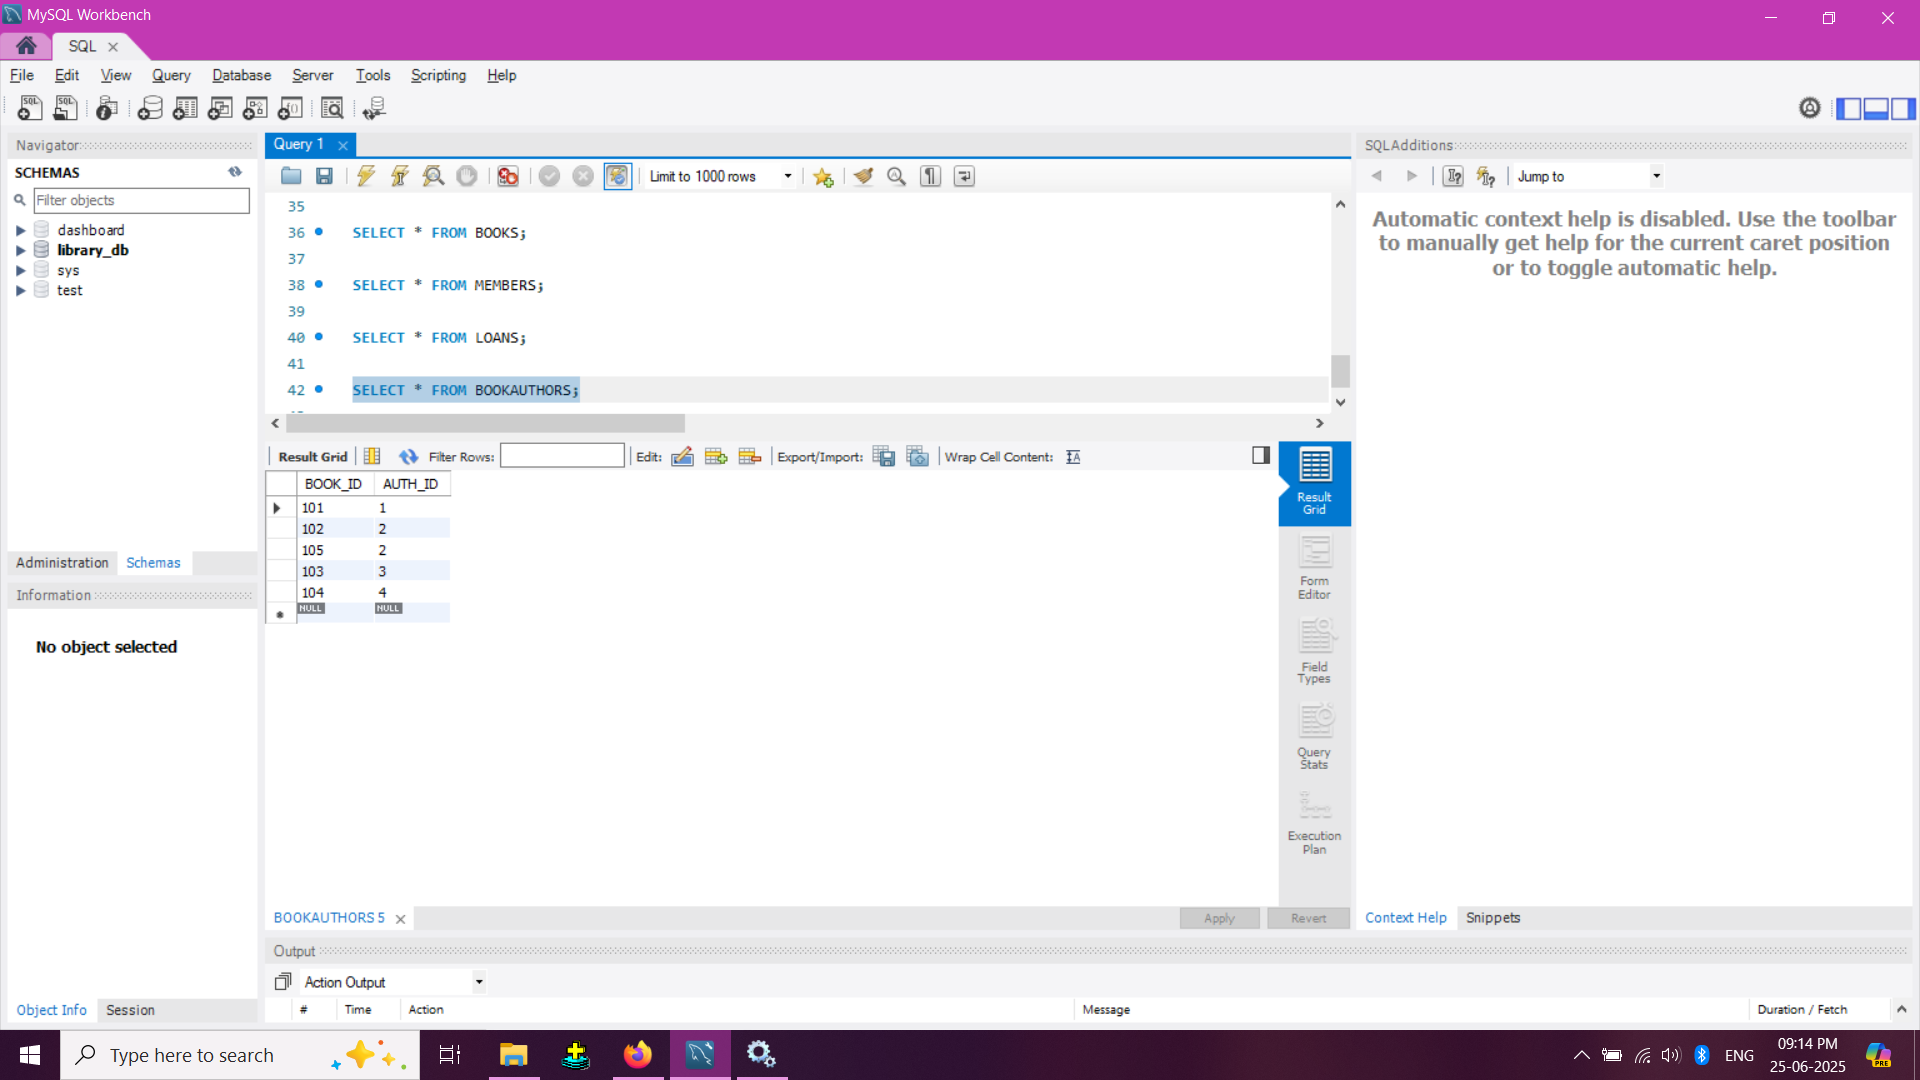 MySQL Workbench
SQL
File Edit View Query Database Server Tools Scripting Help
Navigator
SCHEMAS
Filter objects
dashboard
library_db
sys
test
Administration Schemas
Information
No object selected
Object Info Session
Query 1
Limit to 1000 rows
35
36 SELECT * FROM BOOKS;
37
38 SELECT * FROM MEMBERS;
39
40 SELECT * FROM LOANS;
41
42 SELECT * FROM BOOKAUTHORS;
Result Grid Filter Rows: Edit: Export/Import: Wrap Cell Content:
BOOK_ID AUTH_ID
101 1
102 2
105 2
103 3
104 4
NULL NULL
Result
Grid
Form
Editor
Field
Types
Query
Stats
Execution
Plan
BOOKAUTHORS 5
Apply Revert
SQLAdditions
Jump to
Automatic context help is disabled. Use the toolbar
to manually get help for the current caret position
or to toggle automatic help.
Context Help Snippets
Output
Action Output
# Time Action Message Duration / Fetch
Type here to search
ENG
09:14 PM
25-06-2025
PRE